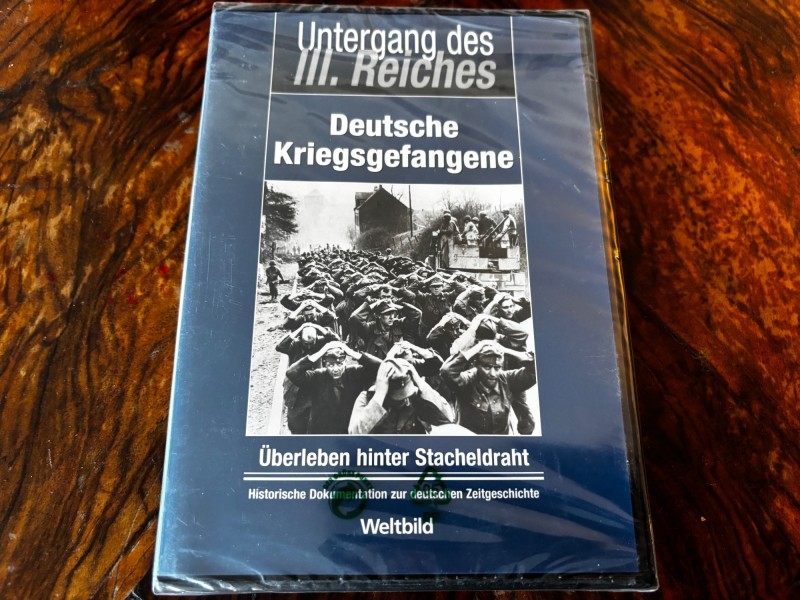 Untergang des
III. Reiches
Deutsche
Kriegsgefangene
Überleben hinter Stacheldraht
Historische Dokumentation zur deutschen Zeitgeschichte
Weltbild